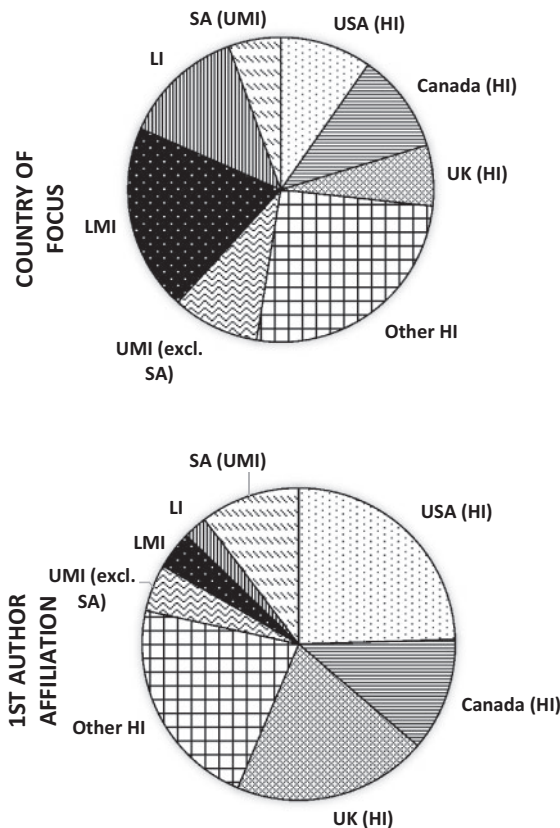 SA (UMI)
USA (HI)
LI
Canada (HI)
UK (HI)
COUNTRY OF
FOCUS
LMI
Other HI
UMI (excl.
SA)
SA (UMI)
USA (HI)
LI
LMI
UMI (excl.
SA)
1ST AUTHOR
AFFILIATION
Canada (HI)
Other HI
UK (HI)